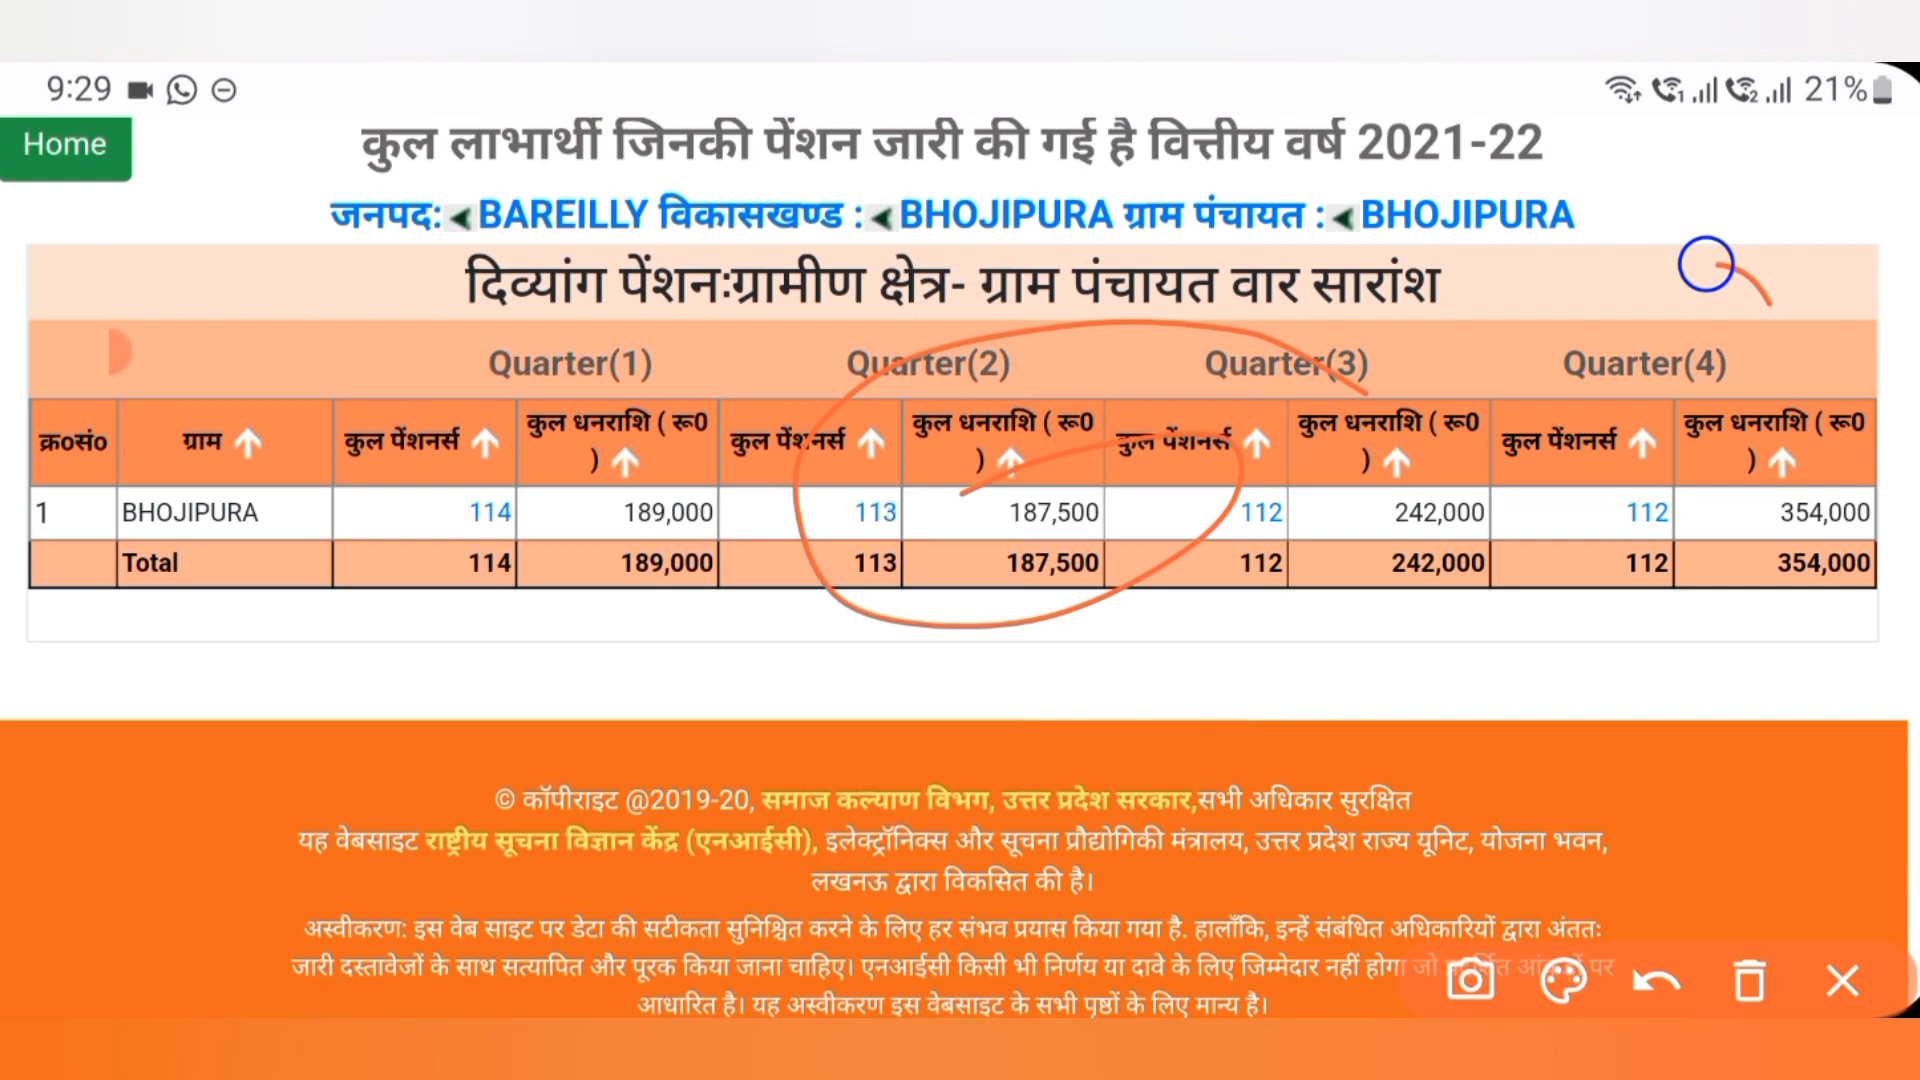 9:29 21%
Home
कुल लाभार्थी जिनकी पेंशन जारी की गई है वित्तीय वर्ष 2021-22
जनपद: BAREILLY विकासखण्ड : BHOJIPURA ग्राम पंचायत : BHOJIPURA
दिव्यांग पेंशन:ग्रामीण क्षेत्र- ग्राम पंचायत वार सारांश
Quarter(1) Quarter(2) Quarter(3) Quarter(4)
क्र०सं० ग्राम कुल पेंशनर्स कुल धनराशि ( रू0 ) कुल पेंशनर्स कुल धनराशि ( रू0 ) कुल पेंशनर्स कुल धनराशि ( रू0 ) कुल पेंशनर्स कुल धनराशि ( रू0 )
1 BHOJIPURA 114 189,000 113 187,500 112 242,000 112 354,000
Total 114 189,000 113 187,500 112 242,000 112 354,000
© कॉपीराइट @2019-20, समाज कल्याण विभग, उत्तर प्रदेश सरकार,सभी अधिकार सुरक्षित
यह वेबसाइट राष्ट्रीय सूचना विज्ञान केंद्र (एनआईसी), इलेक्ट्रॉनिक्स और सूचना प्रौद्योगिकी मंत्रालय, उत्तर प्रदेश राज्य यूनिट, योजना भवन,
लखनऊ द्वारा विकसित की है।
अस्वीकरण: इस वेब साइट पर डेटा की सटीकता सुनिश्चित करने के लिए हर संभव प्रयास किया गया है. हालाँकि, इन्हें संबंधित अधिकारियों द्वारा अंततः
जारी दस्तावेजों के साथ सत्यापित और पूरक किया जाना चाहिए। एनआईसी किसी भी निर्णय या दावे के लिए जिम्मेदार नहीं होगा जो पर
आधारित है। यह अस्वीकरण इस वेबसाइट के सभी पृष्ठों के लिए मान्य है।